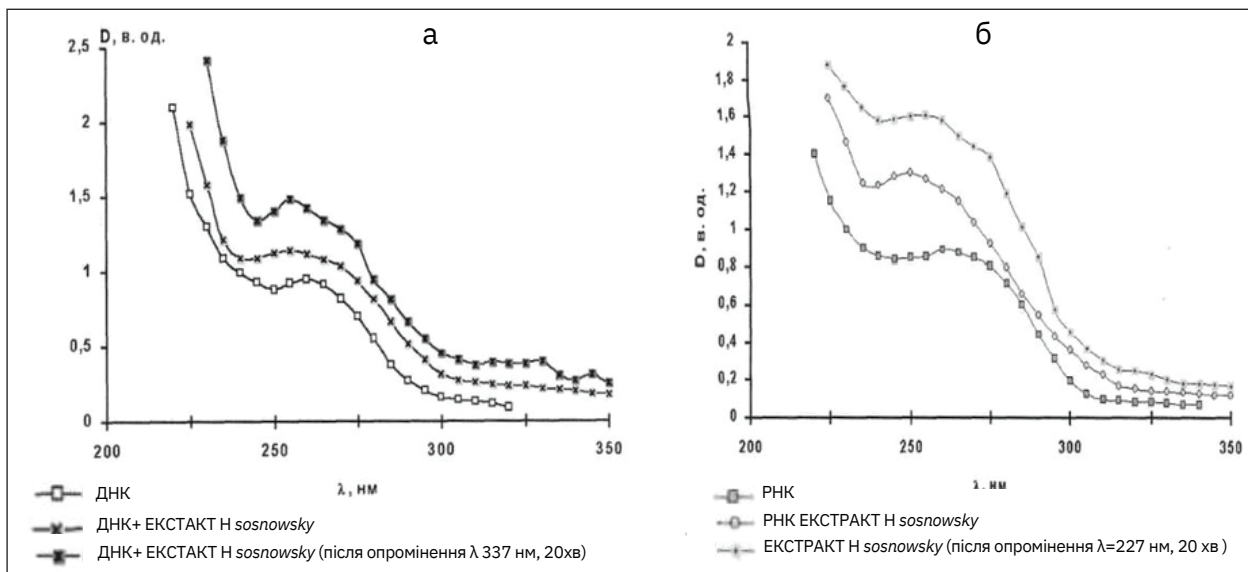 а
D, в. од.
2,5
2
1,5
1
0,5
0
200
250
300
350
λ, нм
ДНК
ДНК+ ЕКСТАКТ H sosnowsky
ДНК+ ЕКСТАКТ H sosnowsky (після опромінення λ 337 нм, 20хв)
б
2
1,8
1,6
1,4
1,2
1
0,8
0,6
0,4
0,2
0
D, в. од.
200
250
300
350
λ, нм
РНК
РНК ЕКСТРАКТ H sosnowsky
ЕКСТРАКТ H sosnowsky (після опромінення λ=227 нм, 20 хв )